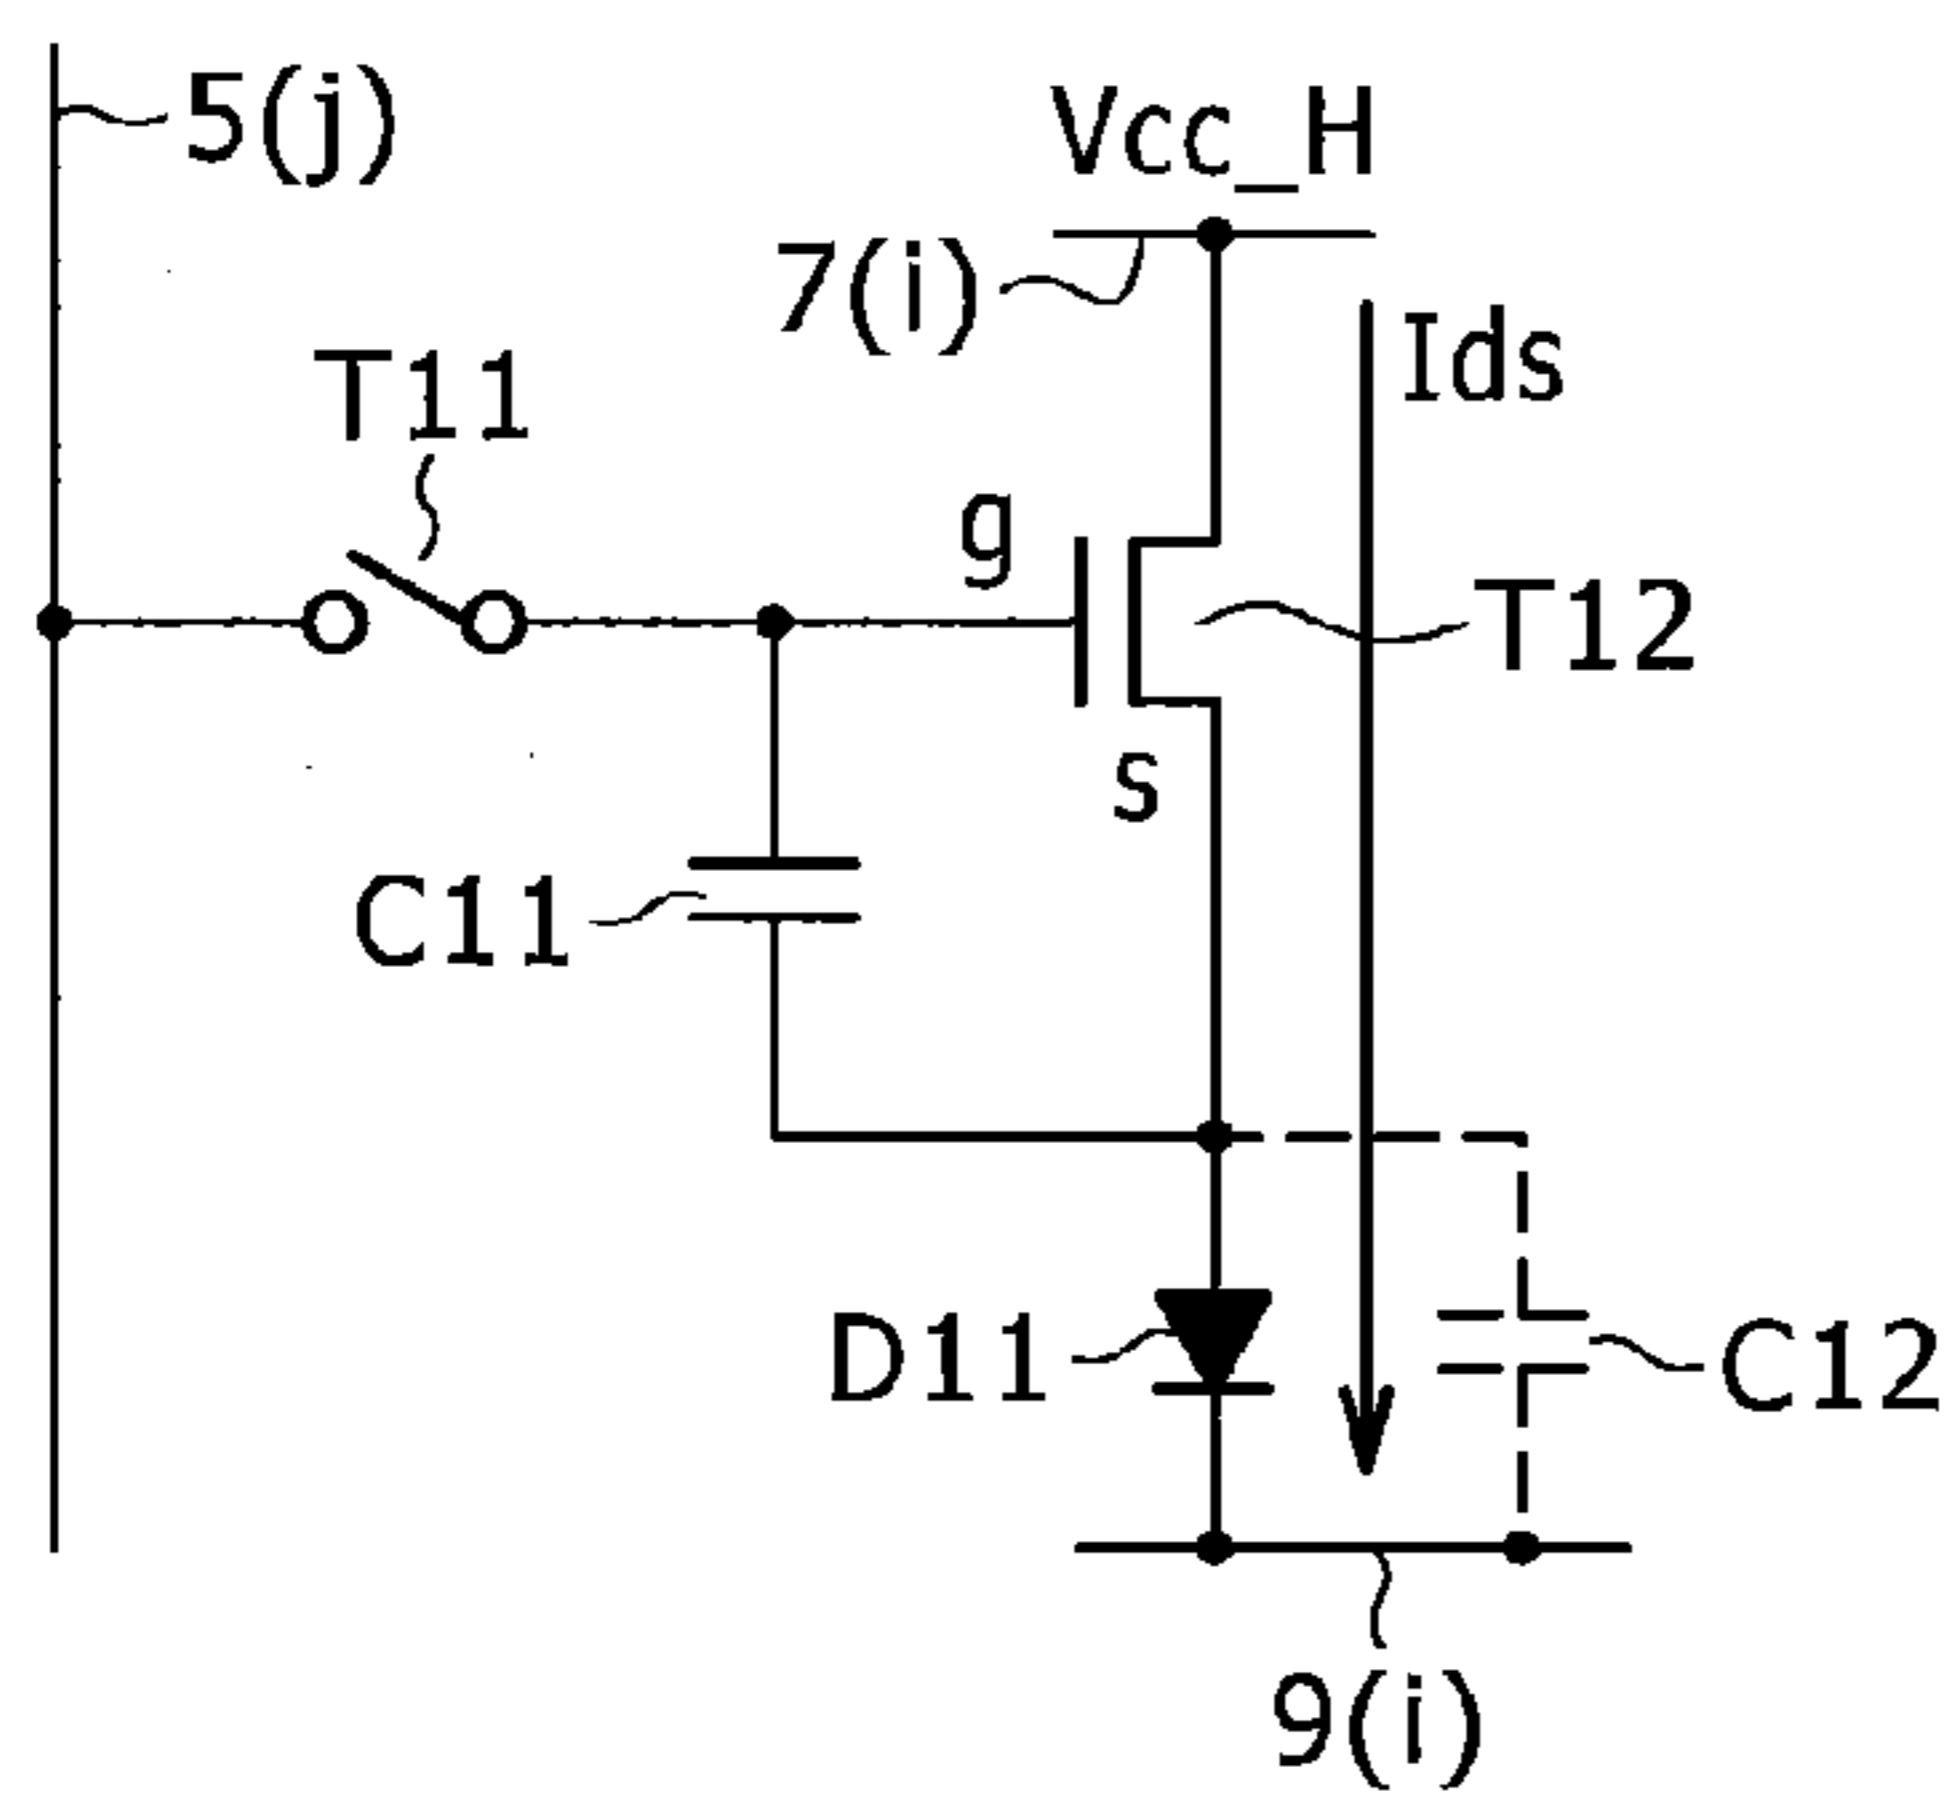 5(j)
Vcc_H
7(i)
Ids
T11
g
T12
s
C11
D11
C12
9(i)